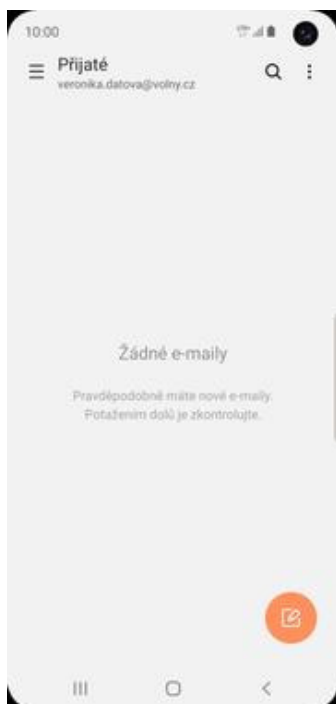 10:00
Přijaté
veronika.datova@volny.cz
Žádné e-maily
Pravděpodobně máte nové e-maily.
Potažením dolů je zkontrolujte.